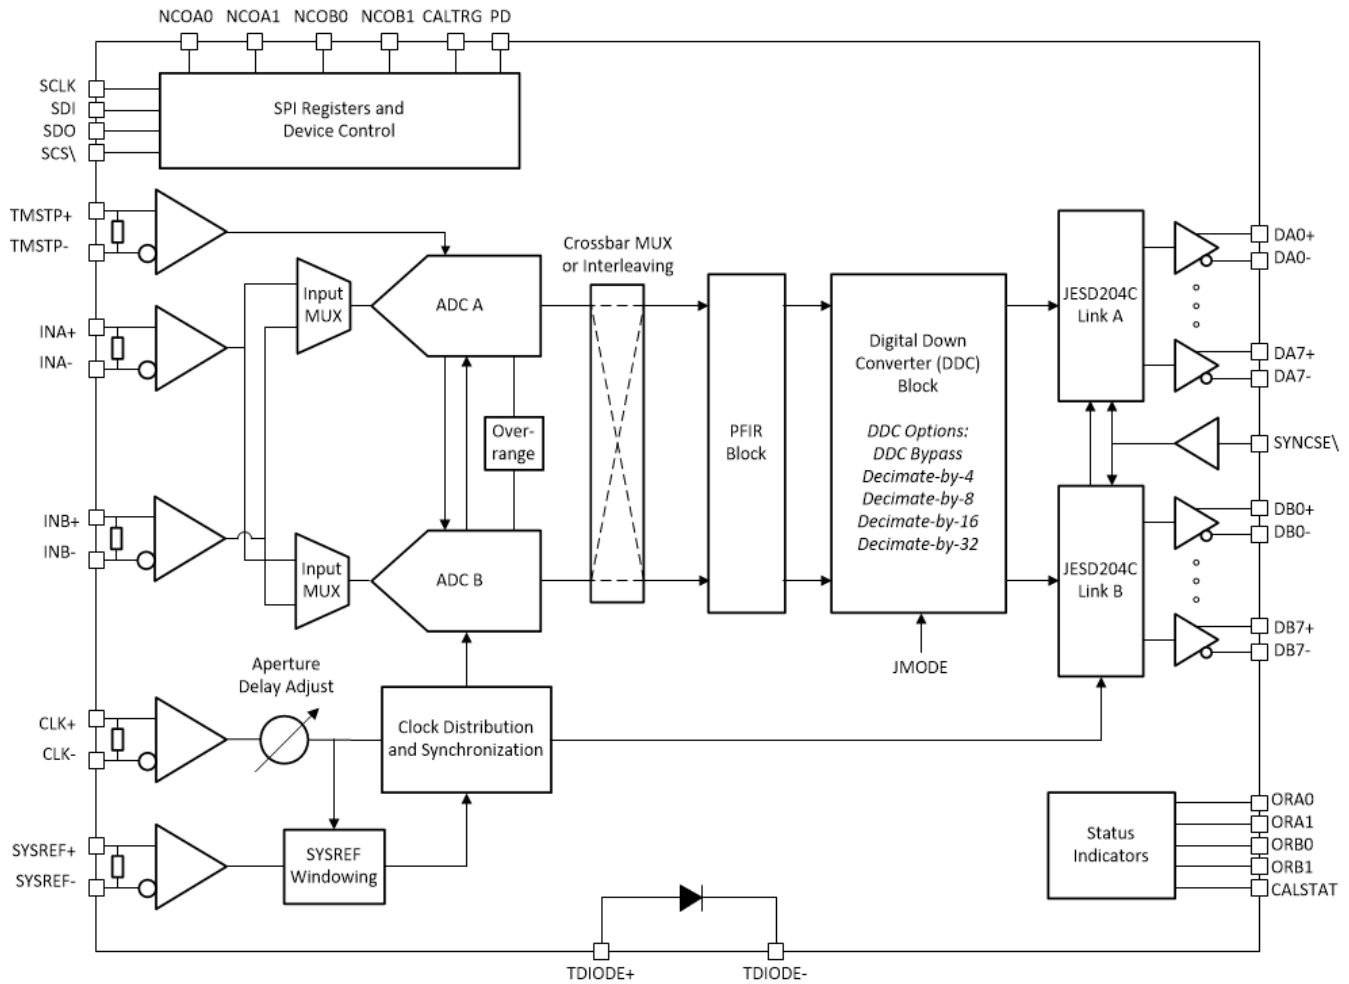 NCOA0 NCOA1 NCOB0 NCOB1 CALTRG PD
SCLK
SDI
SDO
SCS\
SPI Registers and
Device Control
TMSTP+
TMSTP-
INA+
INA-
INB+
INB-
CLK+
CLK-
SYSREF+
SYSREF-
Input
MUX
ADC A
Over-
range
Input
MUX
ADC B
Aperture
Delay Adjust
Clock Distribution
and Synchronization
SYSREF
Windowing
Crossbar MUX
or Interleaving
PFIR
Block
Digital Down
Converter (DDC)
Block
DDC Options:
DDC Bypass
Decimate-by-4
Decimate-by-8
Decimate-by-16
Decimate-by-32
JMODE
JESD204C
Link A
JESD204C
Link B
DA0+
DA0-
DA7+
DA7-
SYNCSE\
DB0+
DB0-
DB7+
DB7-
Status
Indicators
ORA0
ORA1
ORB0
ORB1
CALSTAT
TDIODE+
TDIODE-